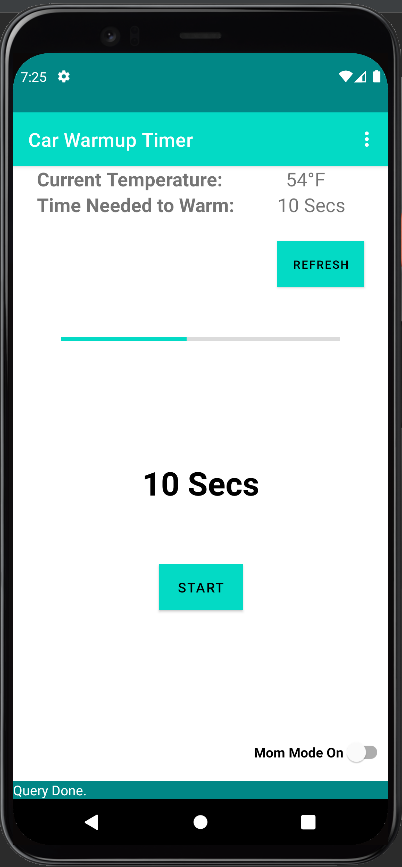 7:25
Car Warmup Timer
Current Temperature: 54°F
Time Needed to Warm: 10 Secs
REFRESH
10 Secs
START
Mom Mode On
Query Done.